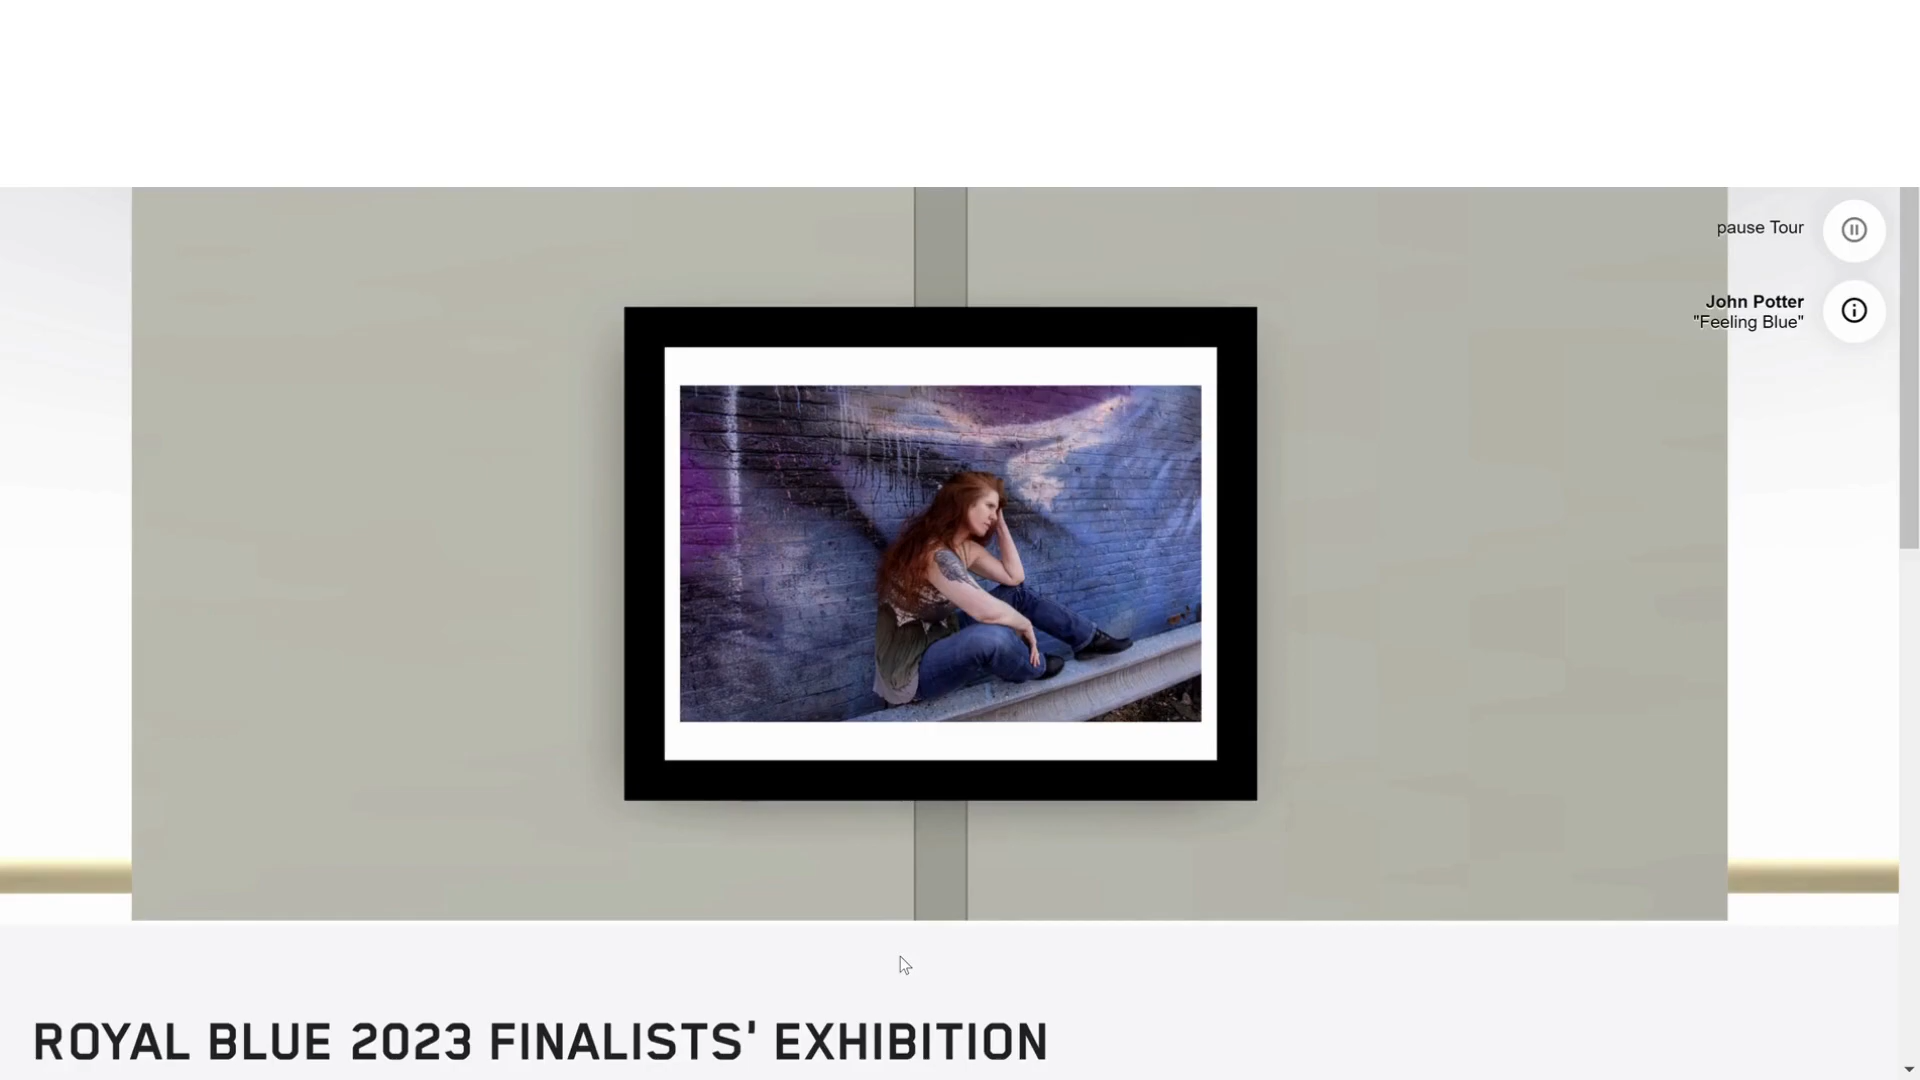 pause Tour
John Potter
"Feeling Blue"
ROYAL BLUE 2023 FINALISTS' EXHIBITION